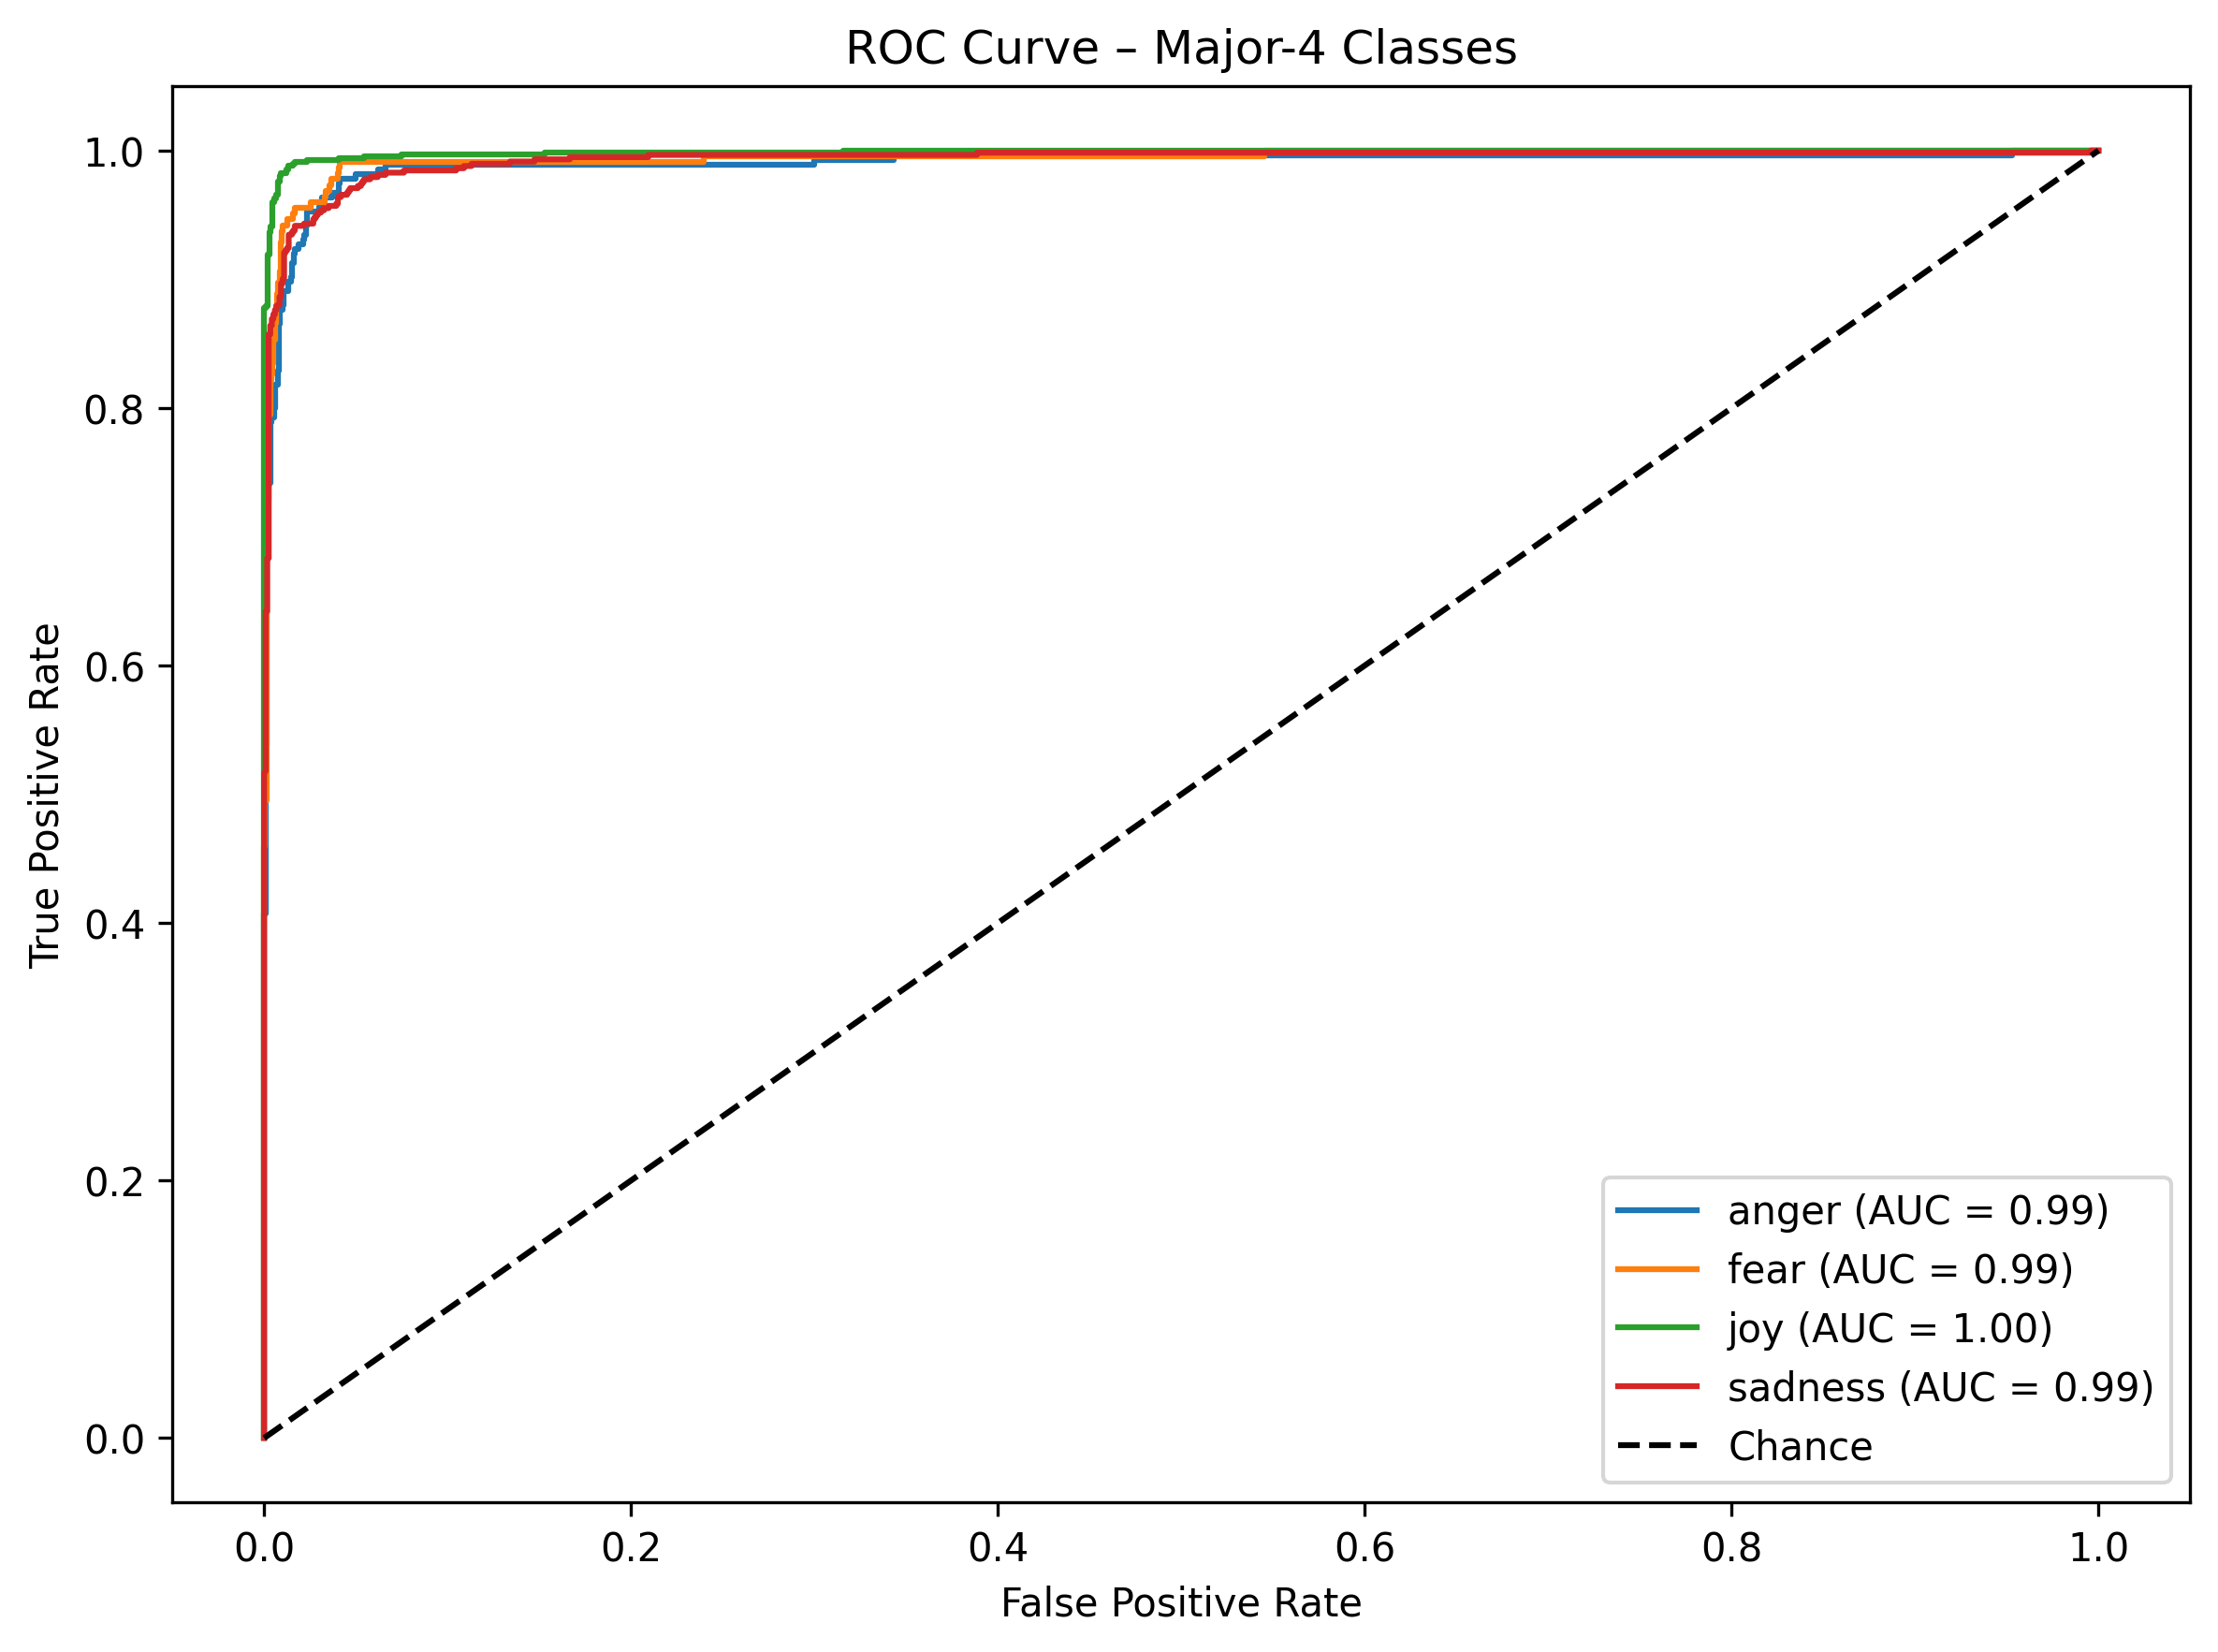 ROC Curve – Major-4 Classes
True Positive Rate
1.0
0.8
0.6
0.4
0.2
0.0
0.0 0.2 0.4 0.6 0.8 1.0
False Positive Rate
anger (AUC = 0.99)
fear (AUC = 0.99)
joy (AUC = 1.00)
sadness (AUC = 0.99)
Chance